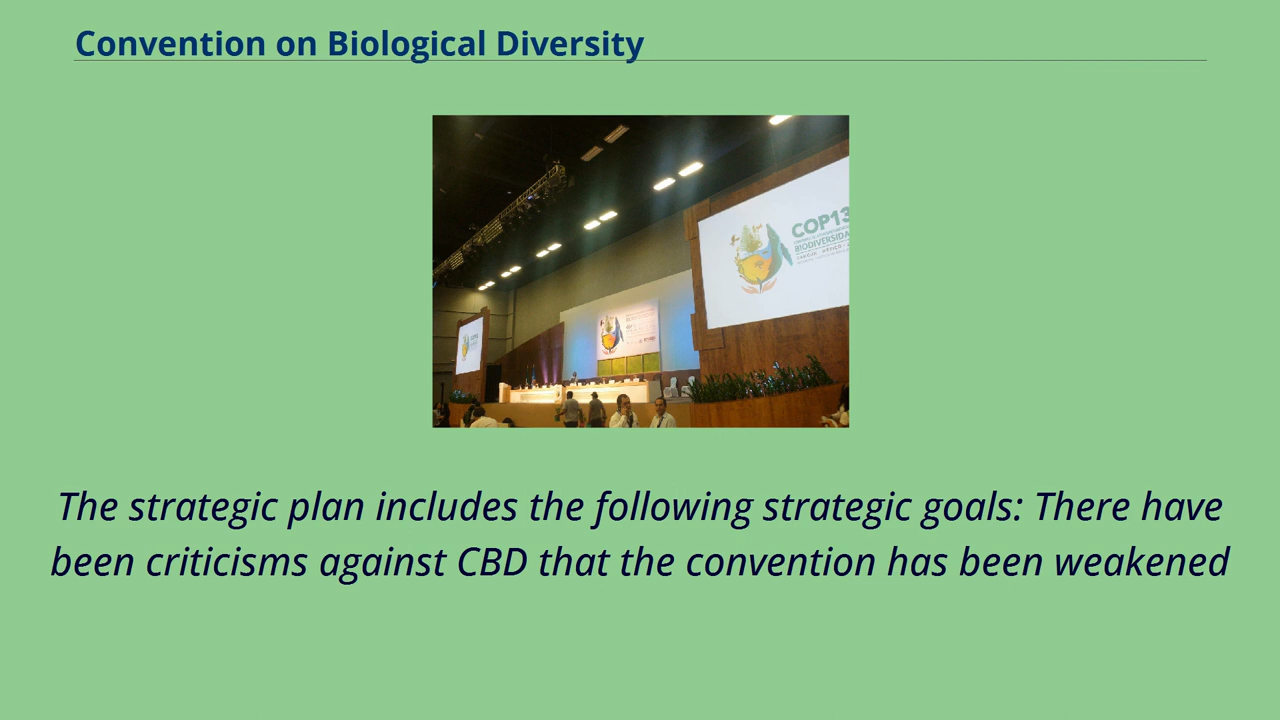 Convention on Biological Diversity
COP13
BIODIVERSIDA
The strategic plan includes the following strategic goals: There have
been criticisms against CBD that the convention has been weakened